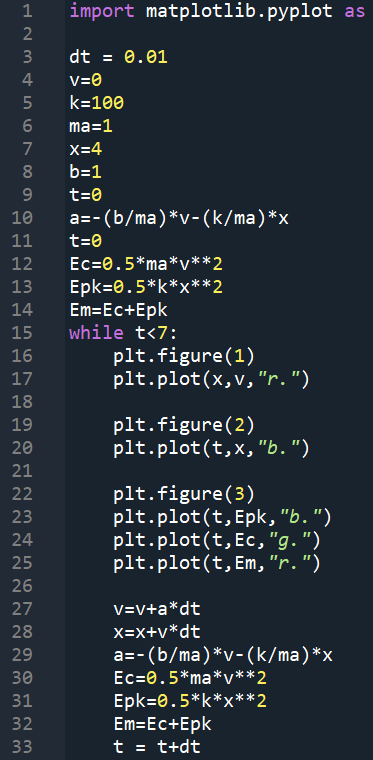 1 import matplotlib.pyplot as
2
3 dt = 0.01
4 v=0
5 k=100
6 ma=1
7 x=4
8 b=1
9 t=0
10 a=-(b/ma)*v-(k/ma)*x
11 t=0
12 Ec=0.5*ma*v**2
13 Epk=0.5*k*x**2
14 Em=Ec+Epk
15 while t<7:
16     plt.figure(1)
17     plt.plot(x,v,"r.")
18
19     plt.figure(2)
20     plt.plot(t,x,"b.")
21
22     plt.figure(3)
23     plt.plot(t,Epk,"b.")
24     plt.plot(t,Ec,"g.")
25     plt.plot(t,Em,"r.")
26
27     v=v+a*dt
28     x=x+v*dt
29     a=-(b/ma)*v-(k/ma)*x
30     Ec=0.5*ma*v**2
31     Epk=0.5*k*x**2
32     Em=Ec+Epk
33     t = t+dt